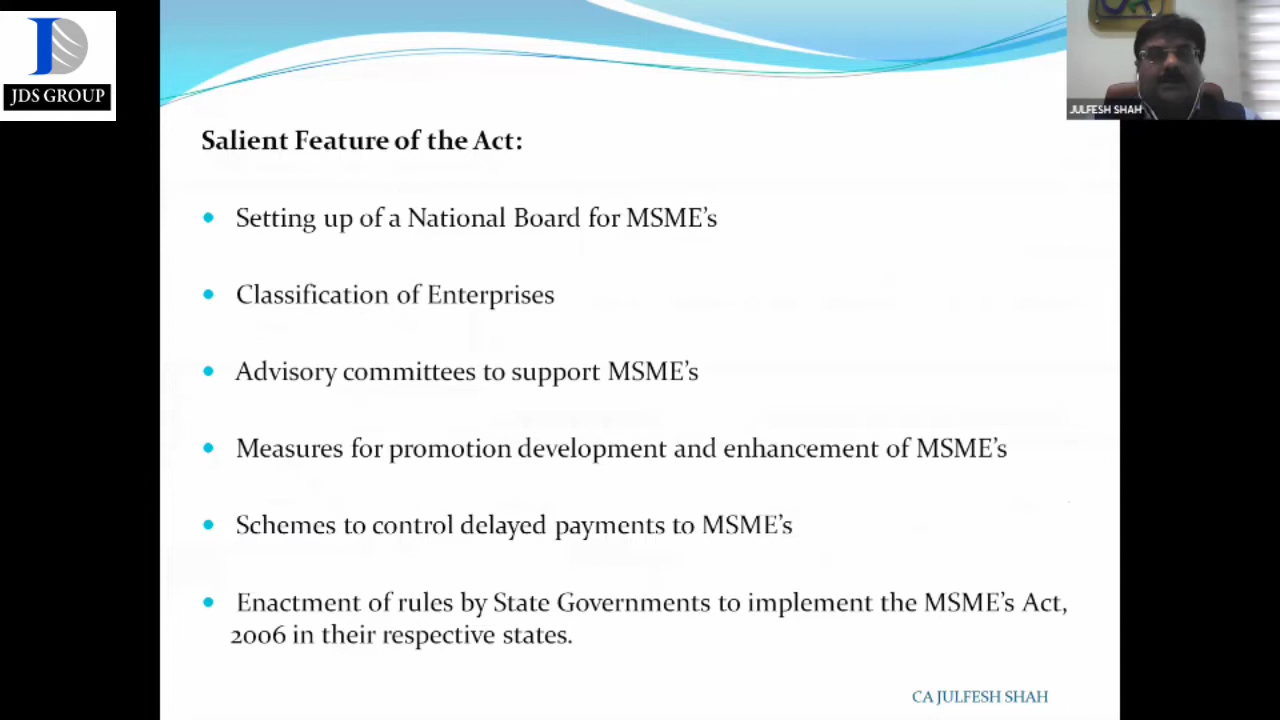 JDS GROUP
JULFESH SHAH
Salient Feature of the Act:
• Setting up of a National Board for MSME's
• Classification of Enterprises
• Advisory committees to support MSME's
• Measures for promotion development and enhancement of MSME's
• Schemes to control delayed payments to MSME's
• Enactment of rules by State Governments to implement the MSME's Act,
2006 in their respective states.
CA JULFESH SHAH